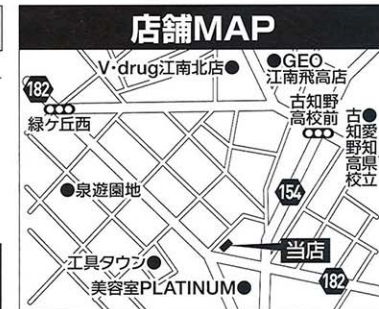 店舗MAP
V・drug江南北店
GEO
江南飛高店
182
緑ケ丘西
古知野
高校前
愛知県立
古知野高校
泉遊園地
154
当店
工具タウン
美容室PLATINUM
182